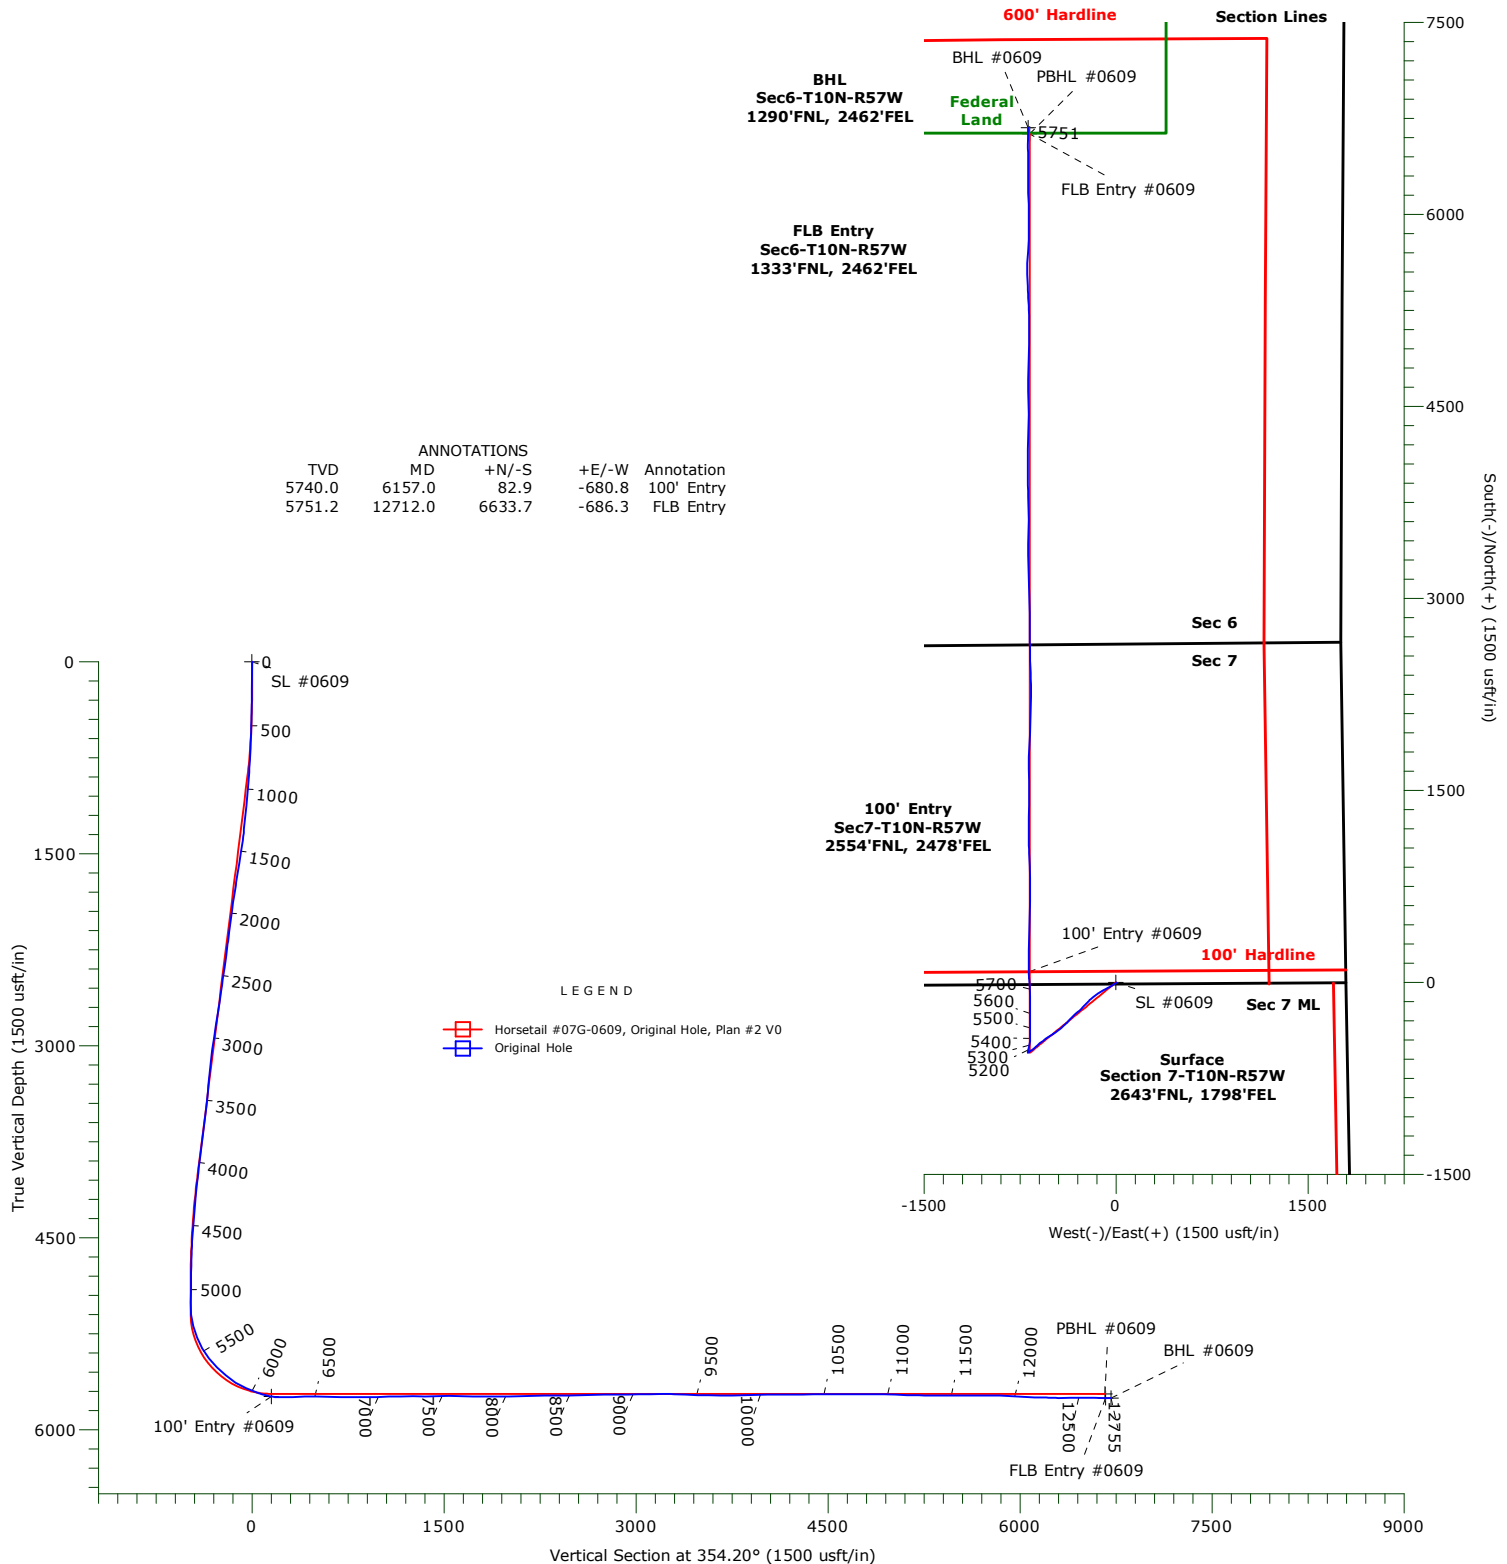 600' Hardline
Section Lines
7500
BHL #0609
PBHL #0609
BHL
Sec6-T10N-R57W
1290'FNL, 2462'FEL
Federal
Land
5751
FLB Entry #0609
6000
FLB Entry
Sec6-T10N-R57W
1333'FNL, 2462'FEL
4500
ANNOTATIONS
TVD MD +N/-S +E/-W Annotation
5740.0 6157.0 82.9 -680.8 100' Entry
5751.2 12712.0 6633.7 -686.3 FLB Entry
South(-)/North(+) (1500 usft/in)
3000
Sec 6
Sec 7
1500
100' Entry
Sec7-T10N-R57W
2554'FNL, 2478'FEL
100' Entry #0609
100' Hardline
0
5700
5600
5500
5400
5300
5200
SL #0609
Sec 7 ML
Surface
Section 7-T10N-R57W
2643'FNL, 1798'FEL
-1500
-1500 0 1500
West(-)/East(+) (1500 usft/in)
0
0
SL #0609
500
1000
1500
1500
2000
2500
3000
3000
3500
4000
4500
4500
5000
5500
6000
6000
True Vertical Depth (1500 usft/in)
LEGEND
Horsetail #07G-0609, Original Hole, Plan #2 V0
Original Hole
6500
7000
7500
8000
8500
9000
9500
10000
10500
11000
11500
12000
12500
12755
PBHL #0609
BHL #0609
100' Entry #0609
FLB Entry #0609
0 1500 3000 4500 6000 7500 9000
Vertical Section at 354.20° (1500 usft/in)